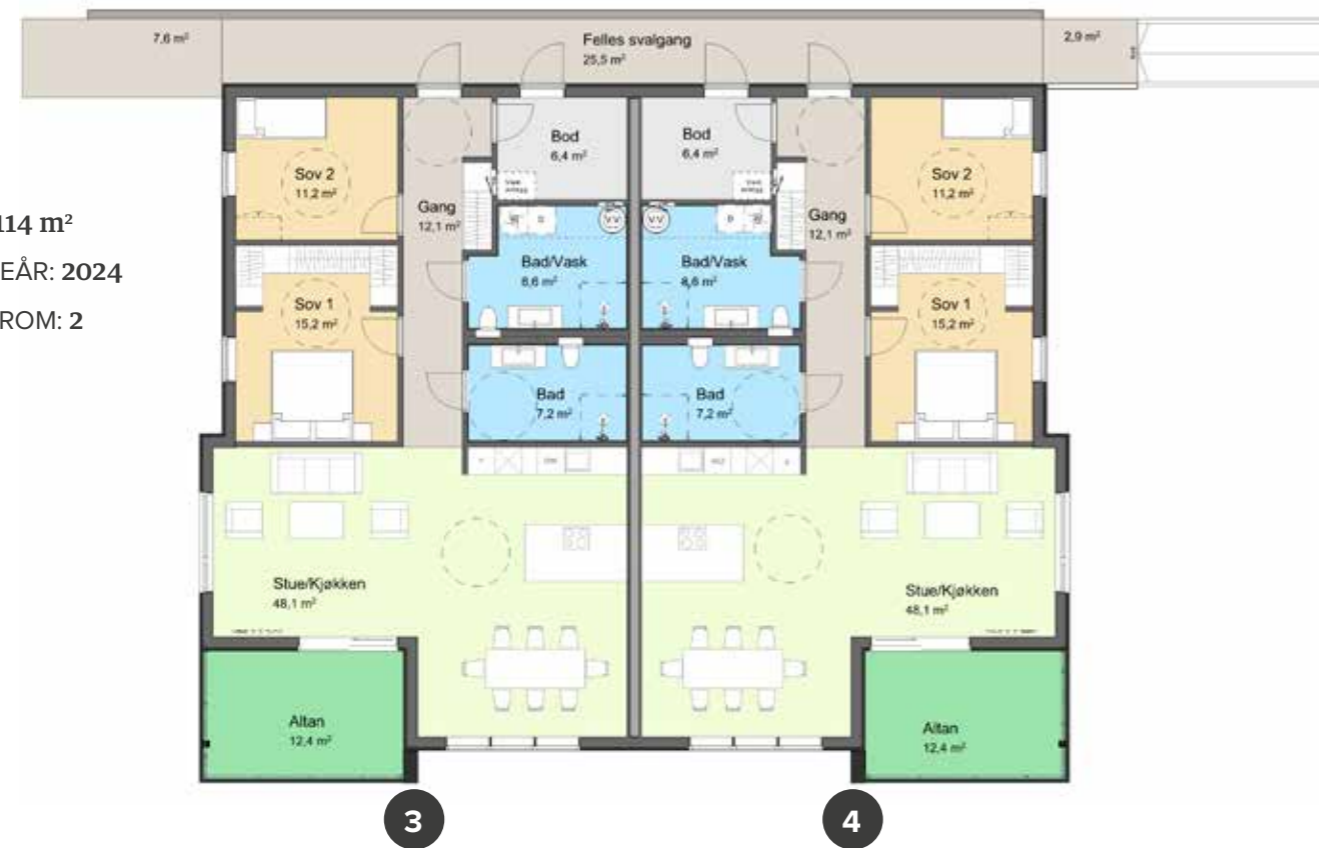 7,6 m²
Felles svalgang
25,5 m²
2,9 m²
114 m²
EÅR: 2024
ROM: 2
Sov 2
11,2 m²
Gang
12,1 m²
Bod
6,4 m²
Bod
6,4 m²
Gang
12,1 m²
Sov 2
11,2 m²
VV
VV
Bad/Vask
8,6 m²
Bad/Vask
8,6 m²
Sov 1
15,2 m²
Sov 1
15,2 m²
Bad
7,2 m²
Bad
7,2 m²
Stue/Kjøkken
48,1 m²
Stue/Kjøkken
48,1 m²
Altan
12,4 m²
Altan
12,4 m²
3
4